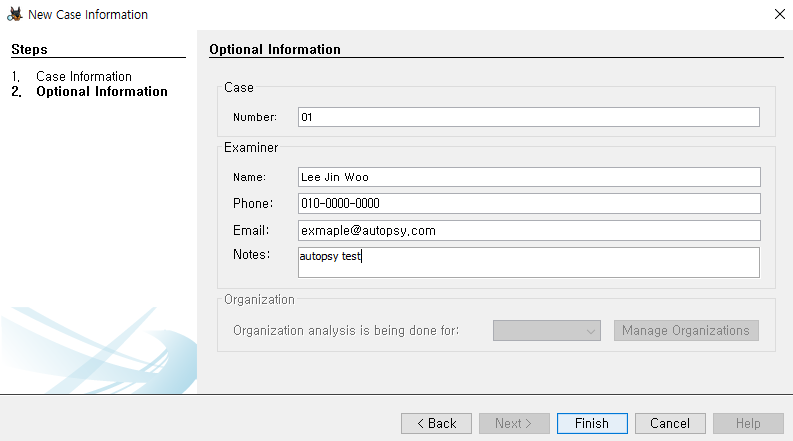 New Case Information
Steps
1. Case Information
2. Optional Information
Optional Information
Case
Number: 01
Examiner
Name: Lee Jin Woo
Phone: 010-0000-0000
Email: exmaple@autopsy.com
Notes: autopsy test
Organization
Organization analysis is being done for: Manage Organizations
< Back Next > Finish Cancel Help